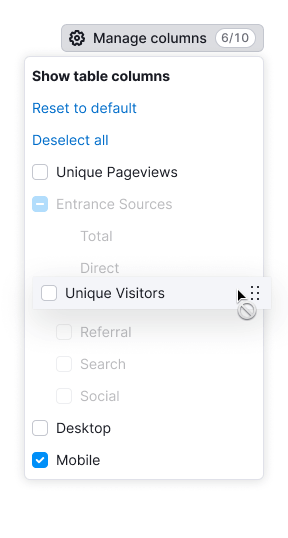 Manage columns 6/10
Show table columns
Reset to default
Deselect all
Unique Pageviews
Entrance Sources
Total
Direct
Unique Visitors
Referral
Search
Social
Desktop
Mobile